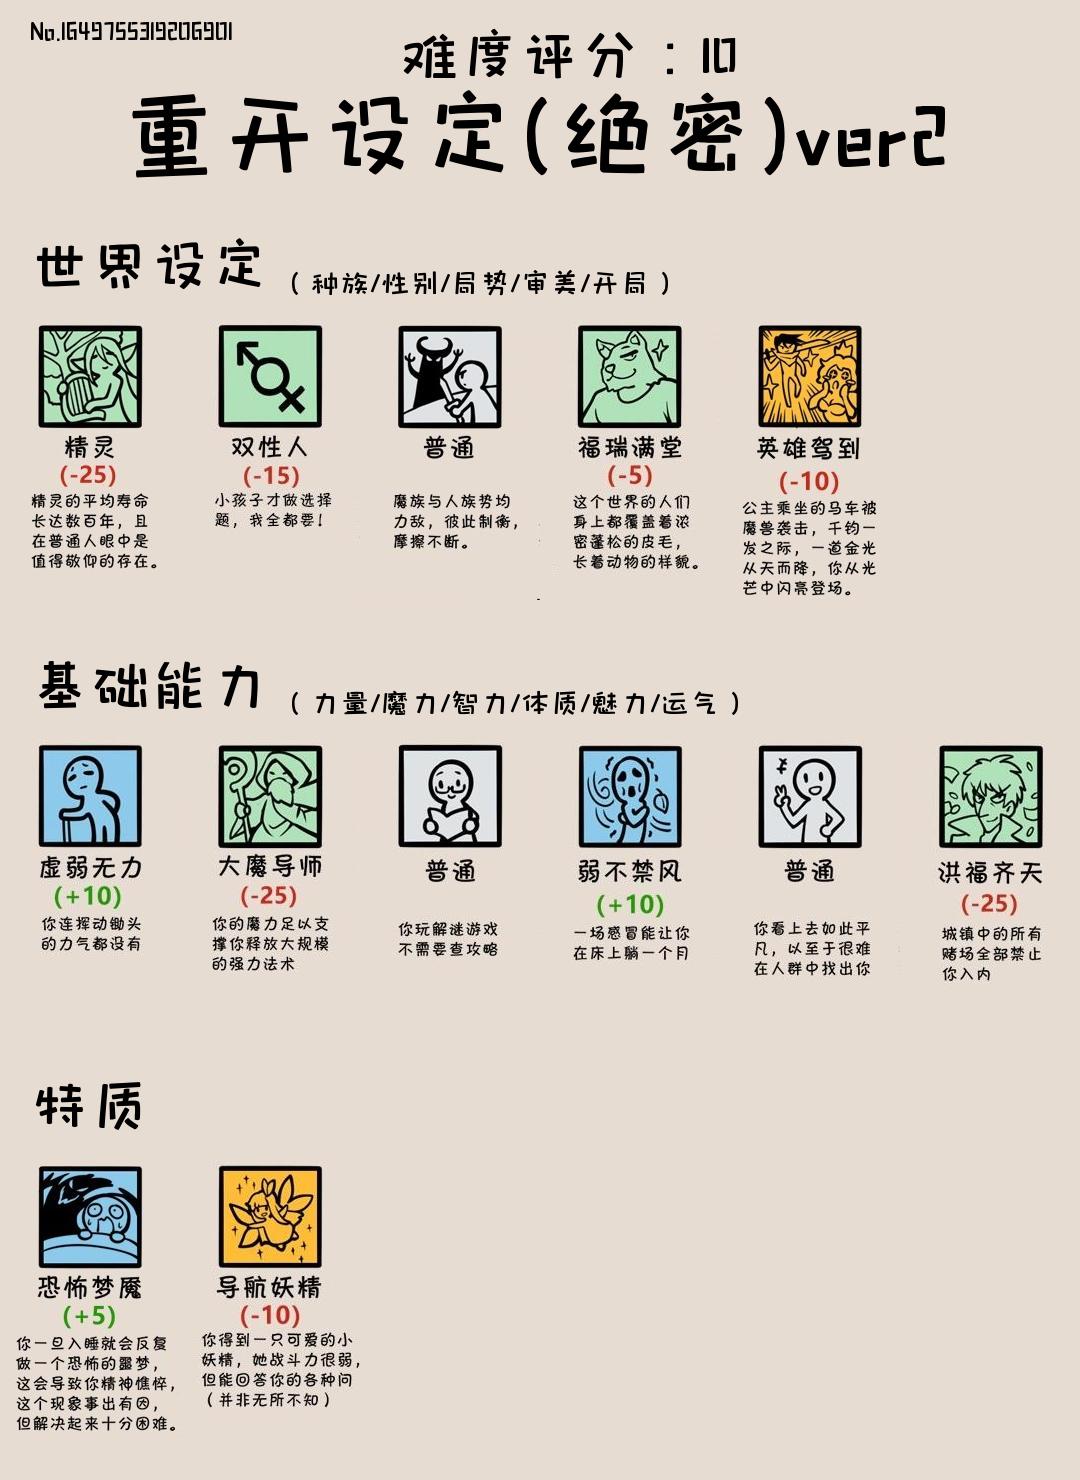 No.1649755319206901
难度评分:10
重开设定(绝密)ver2
世界设定(种族/性别/局势/审美/开局)
精灵
(-25)
精灵的平均寿命
长达数百年，且
在普通人眼中是
值得敬仰的存在。
双性人
(-15)
小孩子才做选择
题，我全都要!
普通
魔族与人族势均
力敌，彼此制衡，
摩擦不断。
福瑞满堂
(-5)
这个世界的人们
身上都覆盖着浓
密蓬松的皮毛，
长着动物的样貌。
英雄驾到
(-10)
公主乘坐的马车被
魔兽袭击，千钧一
发之际，一道金光
从天而降，你从光
芒中闪亮登场。
基础能力(力量/魔力/智力/体质/魅力/运气)
虚弱无力
(+10)
你连挥动锄头
的力气都没有
大魔导师
(-25)
你的魔力足以支
撑你释放大规模
的强力法术
普通
你玩解谜游戏
不需要查攻略
弱不禁风
(+10)
一场感冒能让你
在床上躺一个月
普通
你看上去如此平
凡，以至于很难
在人群中找出你
洪福齐天
(-25)
城镇中的所有
赌场全部禁止
你入内
特质
恐怖梦魇
(+5)
你一旦入睡就会反复
做一个恐怖的噩梦，
这会导致你精神憔悴，
这个现象事出有因，
但解决起来十分困难。
导航妖精
(-10)
你得到一只可爱的小
妖精，她战斗力很弱，
但能回答你的各种问
(并非无所不知)